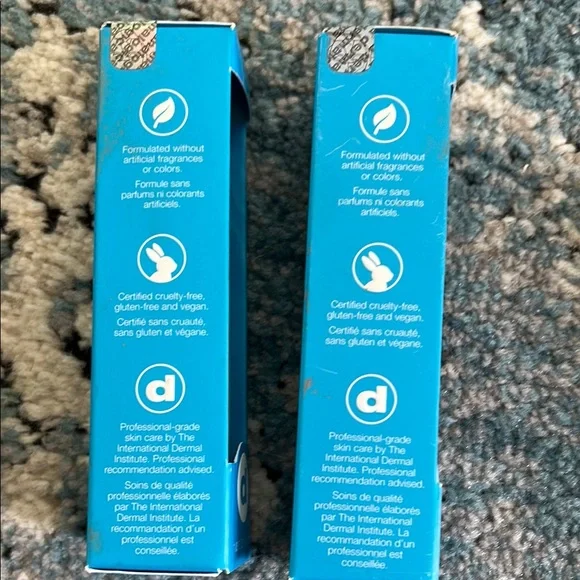 Formulated without
artificial fragrances
or colors.
Formule sans
parfums ni colorants
artificiels.
Certified cruelty-free,
gluten-free and vegan.
Certifié sans cruauté,
sans gluten et végane.
d
Professional-grade
skin care by The
International Dermal
Institute. Professional
recommendation advised.
Soins de qualité
professionnelle élaborés
par The International
Dermal Institute. La
recommandation d'un
professionnel est
conseillée.
Formulated without
artificial fragrances
or colors.
Formule sans
parfums ni colorants
artificiels.
Certified cruelty-free,
gluten-free and vegan.
Certifié sans cruauté,
sans gluten et végane.
d
Professional-grade
skin care by The
International Dermal
Institute. Professional
recommendation advised.
Soins de qualité
professionnelle élaborés
par The International
Dermal Institute. La
recommandation d'un
professionnel est
conseillée.